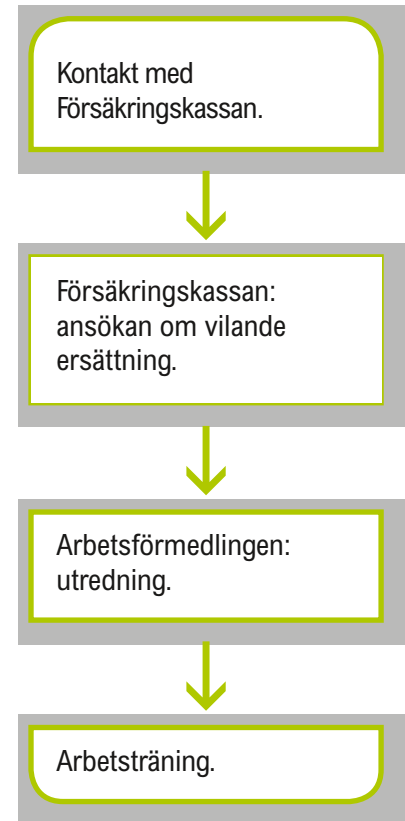 Kontakt med
Försäkringskassan.
Försäkringskassan:
ansökan om vilande
ersättning.
Arbetsförmedlingen:
utredning.
Arbetsträning.